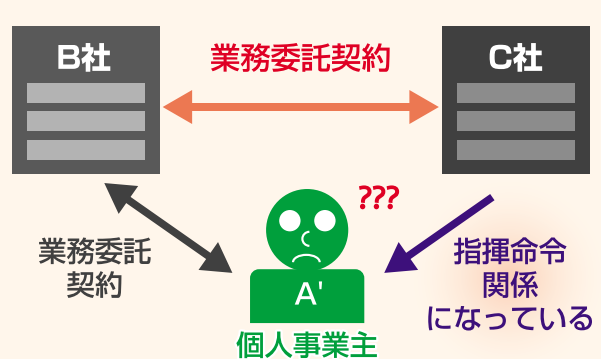 B社
業務委託契約
C社
???
業務委託
契約
A'
個人事業主
指揮命令
関係
になっている